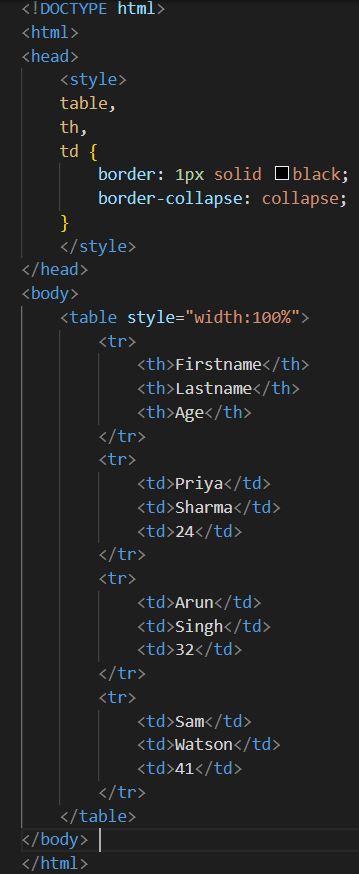 <!DOCTYPE html>
<html>
<head>
    <style>
    table,
    th,
    td {
        border: 1px solid black;
        border-collapse: collapse;
    }
    </style>
</head>
<body>
    <table style="width:100%">
        <tr>
            <th>Firstname</th>
            <th>Lastname</th>
            <th>Age</th>
        </tr>
        <tr>
            <td>Priya</td>
            <td>Sharma</td>
            <td>24</td>
        </tr>
        <tr>
            <td>Arun</td>
            <td>Singh</td>
            <td>32</td>
        </tr>
        <tr>
            <td>Sam</td>
            <td>Watson</td>
            <td>41</td>
        </tr>
    </table>
</body>
</html>